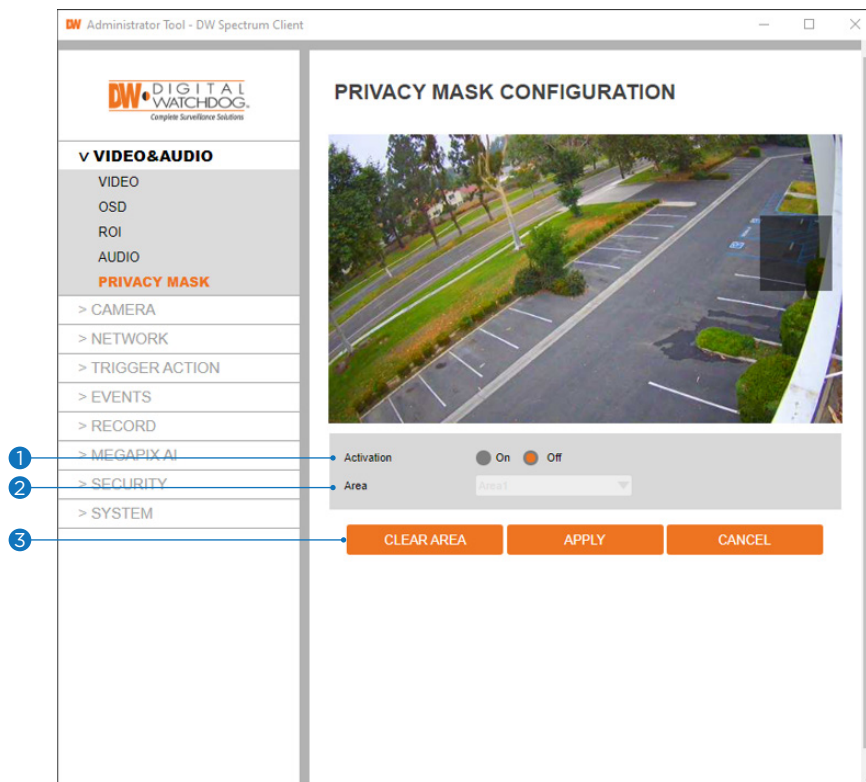 DW Administrator Tool - DW Spectrum Client
DW DIGITAL
WATCHDOG®
Complete Surveillance Solutions
PRIVACY MASK CONFIGURATION
v VIDEO&AUDIO
VIDEO
OSD
ROI
AUDIO
PRIVACY MASK
> CAMERA
> NETWORK
> TRIGGER ACTION
> EVENTS
> RECORD
> MEGAPIX AI
> SECURITY
> SYSTEM
1 Activation On Off
2 Area Area1
3 CLEAR AREA APPLY CANCEL